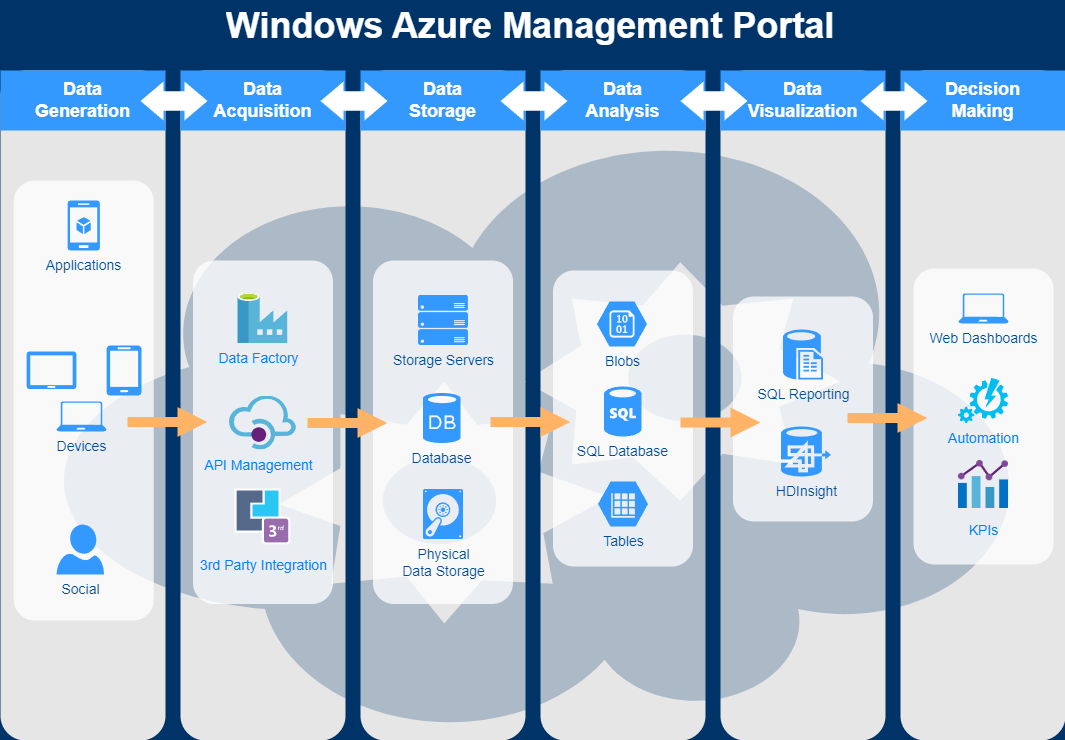 Windows Azure Management Portal
Data
Generation
Data
Acquisition
Data
Storage
Data
Analysis
Data
Visualization
Decision
Making
Applications
Devices
Social
Data Factory
API Management
3rd
3rd Party Integration
Storage Servers
DB
Database
Physical
Data Storage
10
01
Blobs
SQL
SQL Database
Tables
SQL Reporting
HDInsight
Web Dashboards
Automation
KPIs